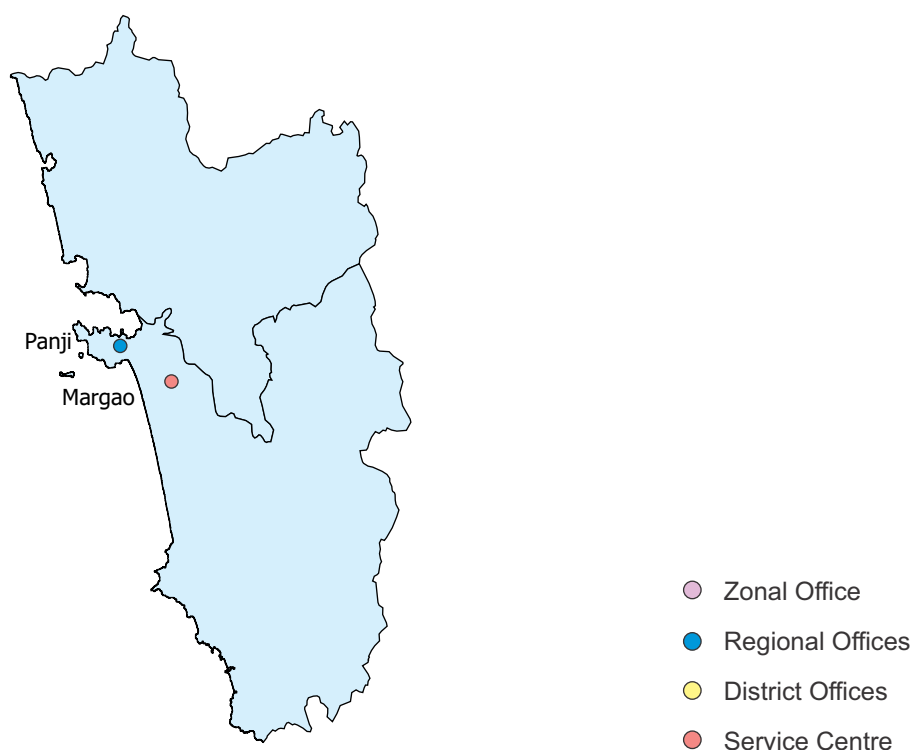 Panji
Margao
Zonal Office
Regional Offices
District Offices
Service Centre